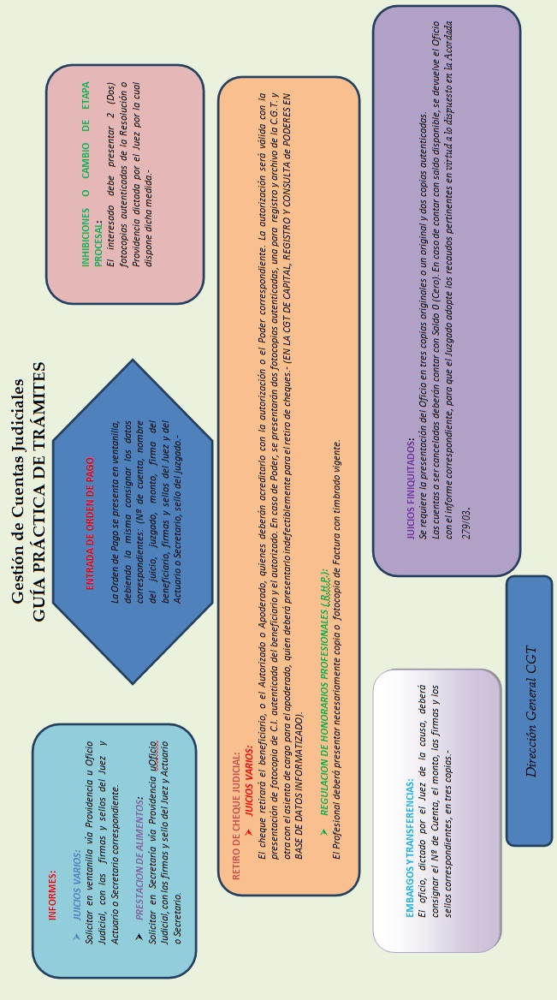 Gestión de Cuentas Judiciales
GUÍA PRÁCTICA DE TRÁMITES
INFORMES:
➢ JUICIOS VARIOS:
Solicitar en ventanilla vía Providencia u Oficio
Judicial, con las firmas y sellos del Juez y
Actuario o Secretario correspondiente.
➢ PRESTACION DE ALIMENTOS:
Solicitar en Secretaría vía Providencia uOficio
Judicial, con las firmas y sello del Juez y Actuario
o Secretario.
ENTRADA DE ORDEN DE PAGO
La Orden de Pago se presenta en ventanilla,
debiendo la misma consignar los datos
correspondientes: (Nº de cuenta, nombre
del juicio, juzgado, monto, firma del
beneficiario, firmas y sellos del Juez y del
Actuario o Secretario, sello del juzgado.-
INHIBICIONES O CAMBIO DE ETAPA
PROCESAL:
El interesado debe presentar 2 (Dos)
fotocopias autenticadas de la Resolución o
Providencia dictada por el Juez por la cual
dispone dicha medida.-
RETIRO DE CHEQUE JUDICIAL:
➢ JUICIOS VARIOS:
El cheque retirará el beneficiario, o el Autorizado o Apoderado, quienes deberán acreditarlo con la autorización o el Poder correspondiente. La autorización será válida con la
presentación de fotocopia de C.I. autenticada del beneficiario y el autorizado. En caso de Poder, se presentarán dos fotocopias autenticadas, una para registro y archivo de la C.G.T. y
otra con el asiento de cargo para el apoderado, quien deberá presentarlo indefectiblemente para el retiro de cheques.- (EN LA CGT DE CAPITAL, REGISTRO Y CONSULTA de PODERES EN
BASE DE DATOS INFORMATIZADO).
➢ REGULACION DE HONORARIOS PROFESIONALES (.R.H.P.):
El Profesional deberá presentar necesariamente copia o fotocopia de Factura con timbrado vigente.
EMBARGOS Y TRANSFERENCIAS:
El oficio, dictado por el Juez de la causa, deberá
consignar el Nº de Cuenta, el monto, las firmas y los
sellos correspondientes, en tres copias.-
JUICIOS FINIQUITADOS:
Se requiere la presentación del Oficio en tres copias originales o un original y dos copias autenticadas.
Las cuentas a ser canceladas deberán contar con Saldo 0 (Cero). En caso de contar con saldo disponible, se devuelve el Oficio
con el informe correspondiente, para que el Juzgado adopte los recaudos pertinentes en virtud a lo dispuesto en la Acordada
279/03.
Dirección General CGT